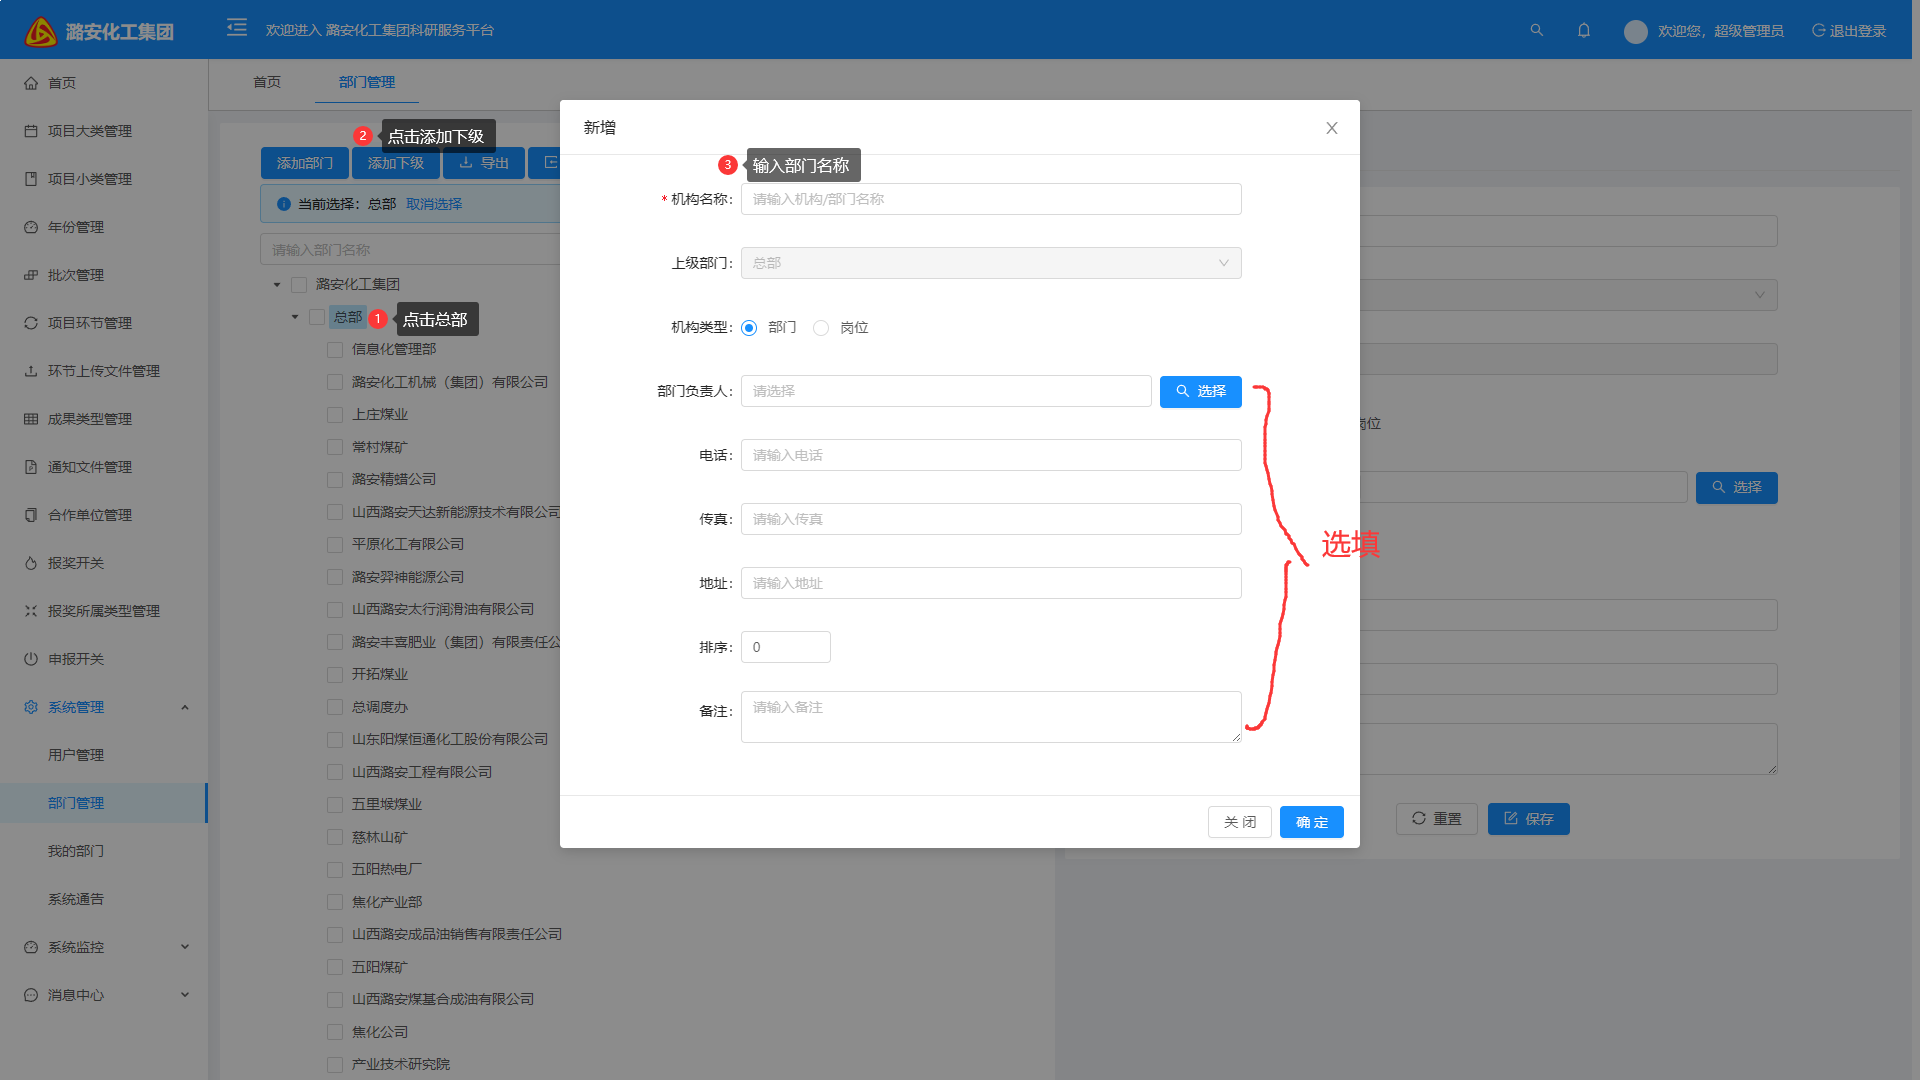 潞安化工集团
欢迎进入 潞安化工集团科研服务平台
欢迎您，超级管理员
退出登录
首页
项目大类管理
项目小类管理
年份管理
批次管理
项目环节管理
环节上传文件管理
成果类型管理
通知文件管理
合作单位管理
报奖开关
报奖所属类型管理
申报开关
系统管理
用户管理
部门管理
我的部门
系统通告
系统监控
消息中心
首页 部门管理
2 点击添加下级
添加部门 添加下级 导出
当前选择：总部 取消选择
请输入部门名称
潞安化工集团
总部 1 点击总部
信息化管理部
潞安化工机械（集团）有限公司
上庄煤业
常村煤矿
潞安精蜡公司
山西潞安天达新能源技术有限公司
平原化工有限公司
潞安羿神能源公司
山西潞安太行润滑油有限公司
潞安丰喜肥业（集团）有限责任公
开拓煤业
总调度办
山东阳煤恒通化工股份有限公司
山西潞安工程有限公司
五里堠煤业
慈林山矿
五阳热电厂
焦化产业部
山西潞安成品油销售有限责任公司
五阳煤矿
山西潞安煤基合成油有限公司
焦化公司
产业技术研究院
新增
3 输入部门名称
* 机构名称： 请输入机构/部门名称
上级部门： 总部
机构类型： 部门 岗位
部门负责人： 请选择 选择
电话： 请输入电话
传真： 请输入传真
地址： 请输入地址
排序： 0
备注： 请输入备注
选填
关 闭 确 定
岗位
选择
重置 保存